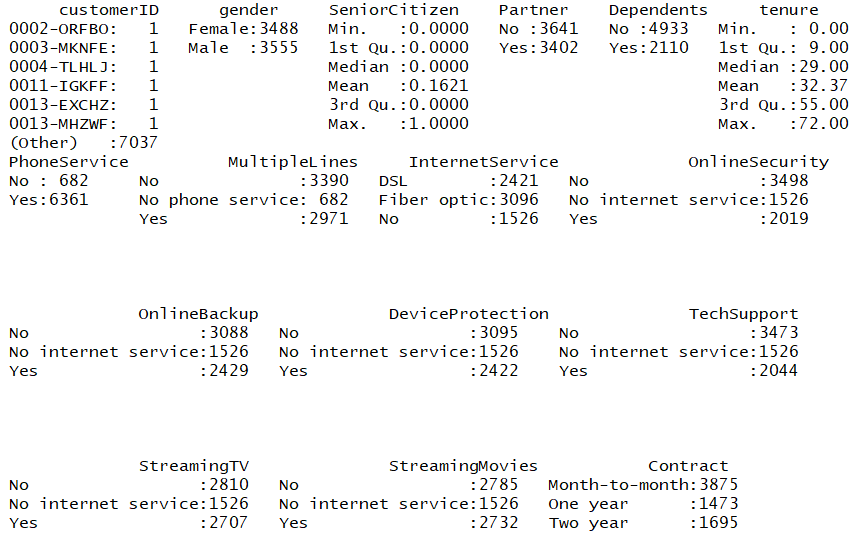 customerID      gender     SeniorCitizen    Partner    Dependents     tenure
0002-ORFBO:   1   Female:3488   Min.   :0.0000   No :3641   No :4933   Min.   : 0.00
0003-MKNFE:   1   Male  :3555   1st Qu.:0.0000   Yes:3402   Yes:2110   1st Qu.: 9.00
0004-TLHLJ:   1                 Median :0.0000                         Median :29.00
0011-IGKFF:   1                 Mean   :0.1621                         Mean   :32.37
0013-EXCHZ:   1                 3rd Qu.:0.0000                         3rd Qu.:55.00
0013-MHZWF:   1                 Max.   :1.0000                         Max.   :72.00
(Other)   :7037
PhoneService          MultipleLines     InternetService             OnlineSecurity
No : 682     No              :3390   DSL        :2421   No                 :3498
Yes:6361     No phone service: 682   Fiber optic:3096   No internet service:1526
             Yes             :2971   No         :1526   Yes                :2019
             OnlineBackup             DeviceProtection              TechSupport
No                 :3088   No                 :3095   No                 :3473
No internet service:1526   No internet service:1526   No internet service:1526
Yes                :2429   Yes                :2422   Yes                :2044
             StreamingTV              StreamingMovies           Contract
No                 :2810   No                 :2785   Month-to-month:3875
No internet service:1526   No internet service:1526   One year      :1473
Yes                :2707   Yes                :2732   Two year      :1695